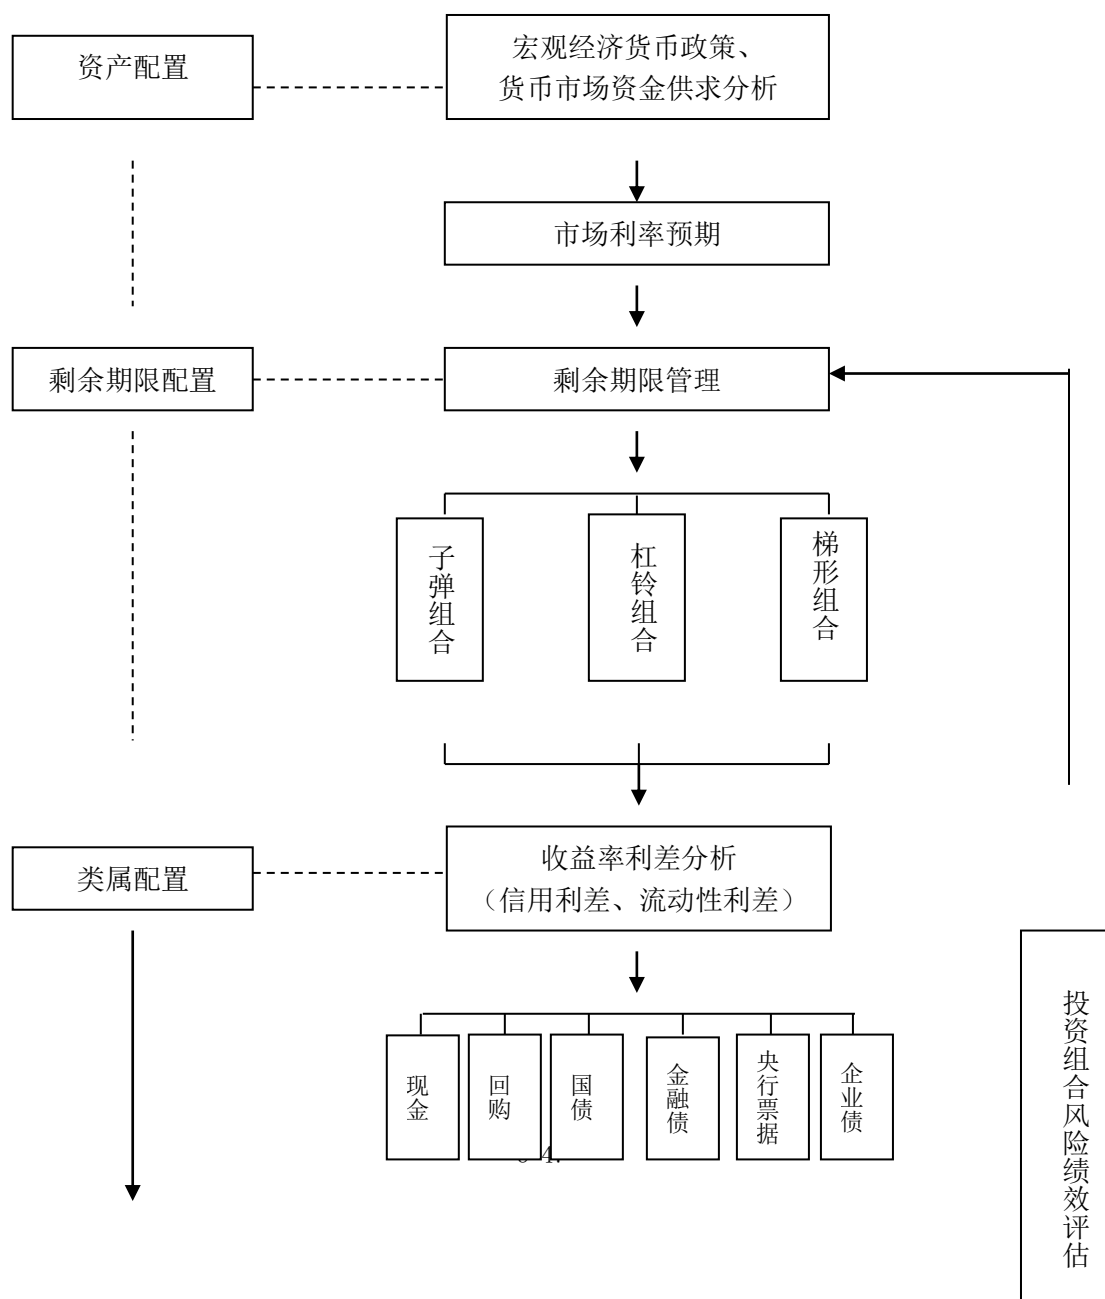 资产配置
宏观经济货币政策、
货币市场资金供求分析
市场利率预期
剩余期限配置
剩余期限管理
子弹组合
杠铃组合
梯形组合
类属配置
收益率利差分析
（信用利差、流动性利差）
现金
回购
国债
金融债
央行票据
企业债
投资组合风险绩效评估